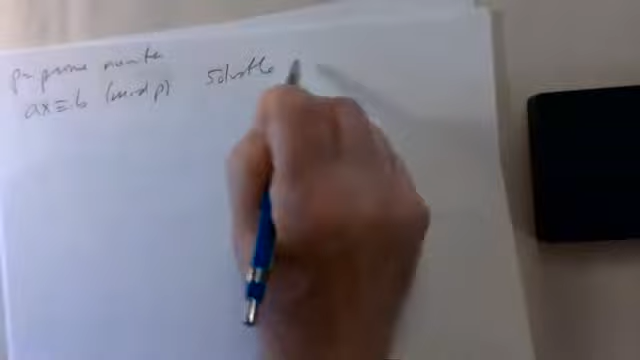 p prime number
ax ≡ b (mod p) solvable